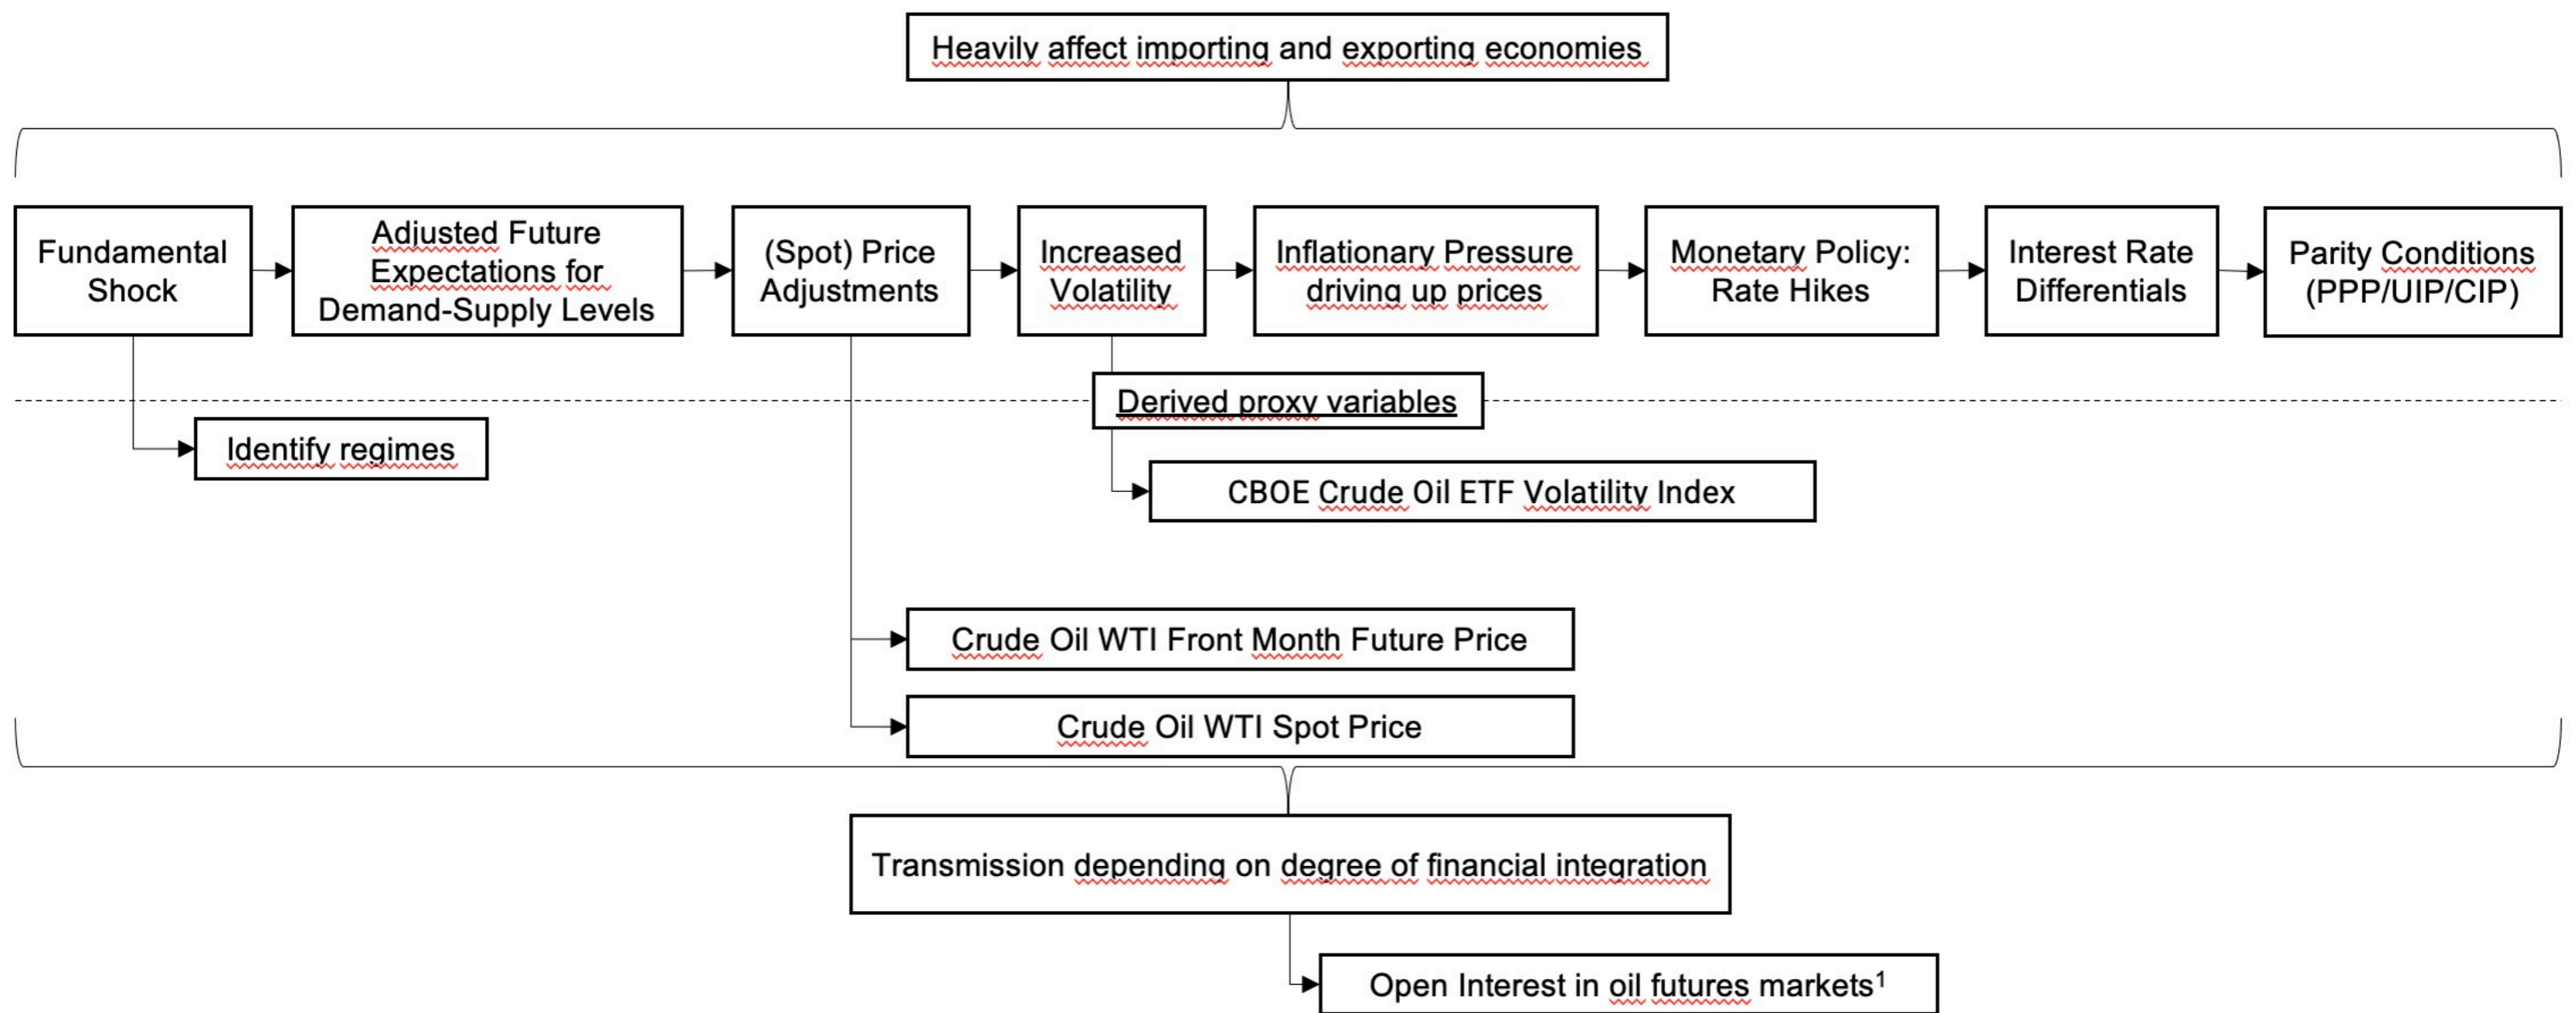 Heavily affect importing and exporting economies
Fundamental
Shock
Adjusted Future
Expectations for
Demand-Supply Levels
(Spot) Price
Adjustments
Increased
Volatility
Inflationary Pressure
driving up prices
Monetary Policy:
Rate Hikes
Interest Rate
Differentials
Parity Conditions
(PPP/UIP/CIP)
Derived proxy variables
Identify regimes
CBOE Crude Oil ETF Volatility Index
Crude Oil WTI Front Month Future Price
Crude Oil WTI Spot Price
Transmission depending on degree of financial integration
Open Interest in oil futures markets¹